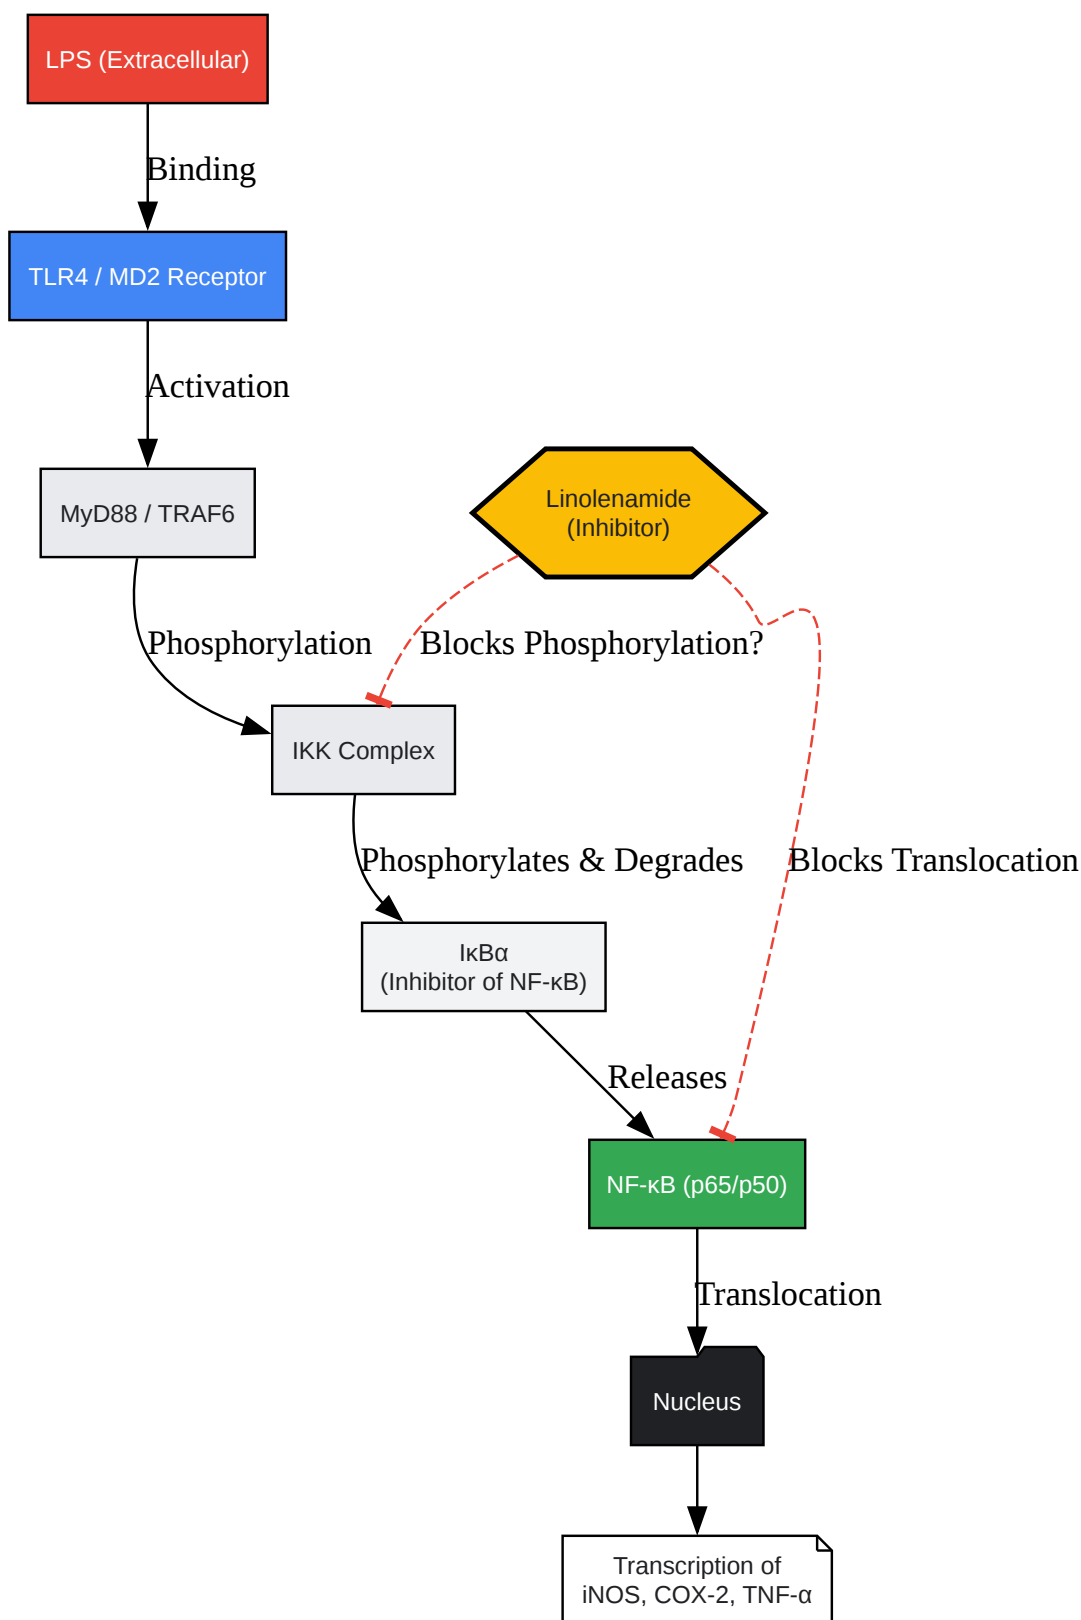 LPS (Extracellular)
Binding
TLR4 / MD2 Receptor
Activation
MyD88 / TRAF6
Linolenamide
(Inhibitor)
Phosphorylation
Blocks Phosphorylation?
IKK Complex
Phosphorylates & Degrades
Blocks Translocation
IκBα
(Inhibitor of NF-κB)
Releases
NF-κB (p65/p50)
Translocation
Nucleus
Transcription of
iNOS, COX-2, TNF-α